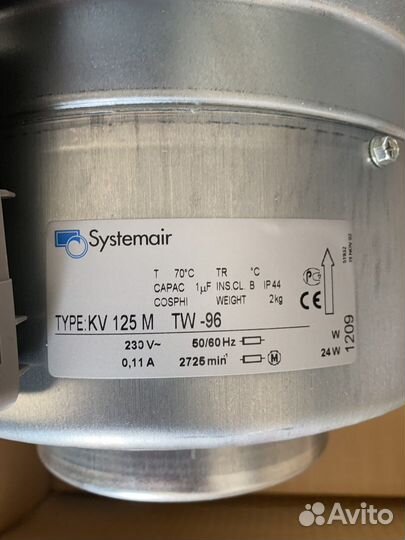 Systemair
T 70°C TR °C
CAPAC 1µF INS.CL B IP44
COSPHI WEIGHT 2kg
TYPE: KV 125 M TW -96
230 V~ 50/60 Hz W
0,11 A 2725 min⁻¹ M 24 W
CE
1209
Avito